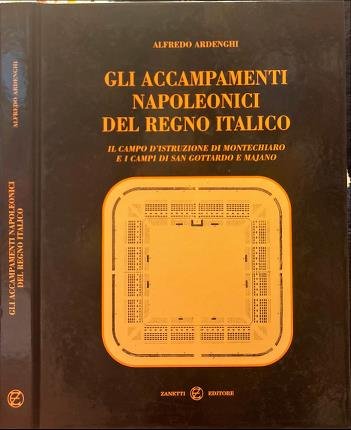 ALFREDO ARDENGHI
GLI ACCAMPAMENTI
NAPOLEONICI
DEL REGNO ITALICO
IL CAMPO D'ISTRUZIONE DI MONTECHIARO
E I CAMPI DI SAN GOTTARDO E MAJANO
ZANETTI EDITORE
ALFREDO ARDENGHI
GLI ACCAMPAMENTI NAPOLEONICI
DEL REGNO ITALICO